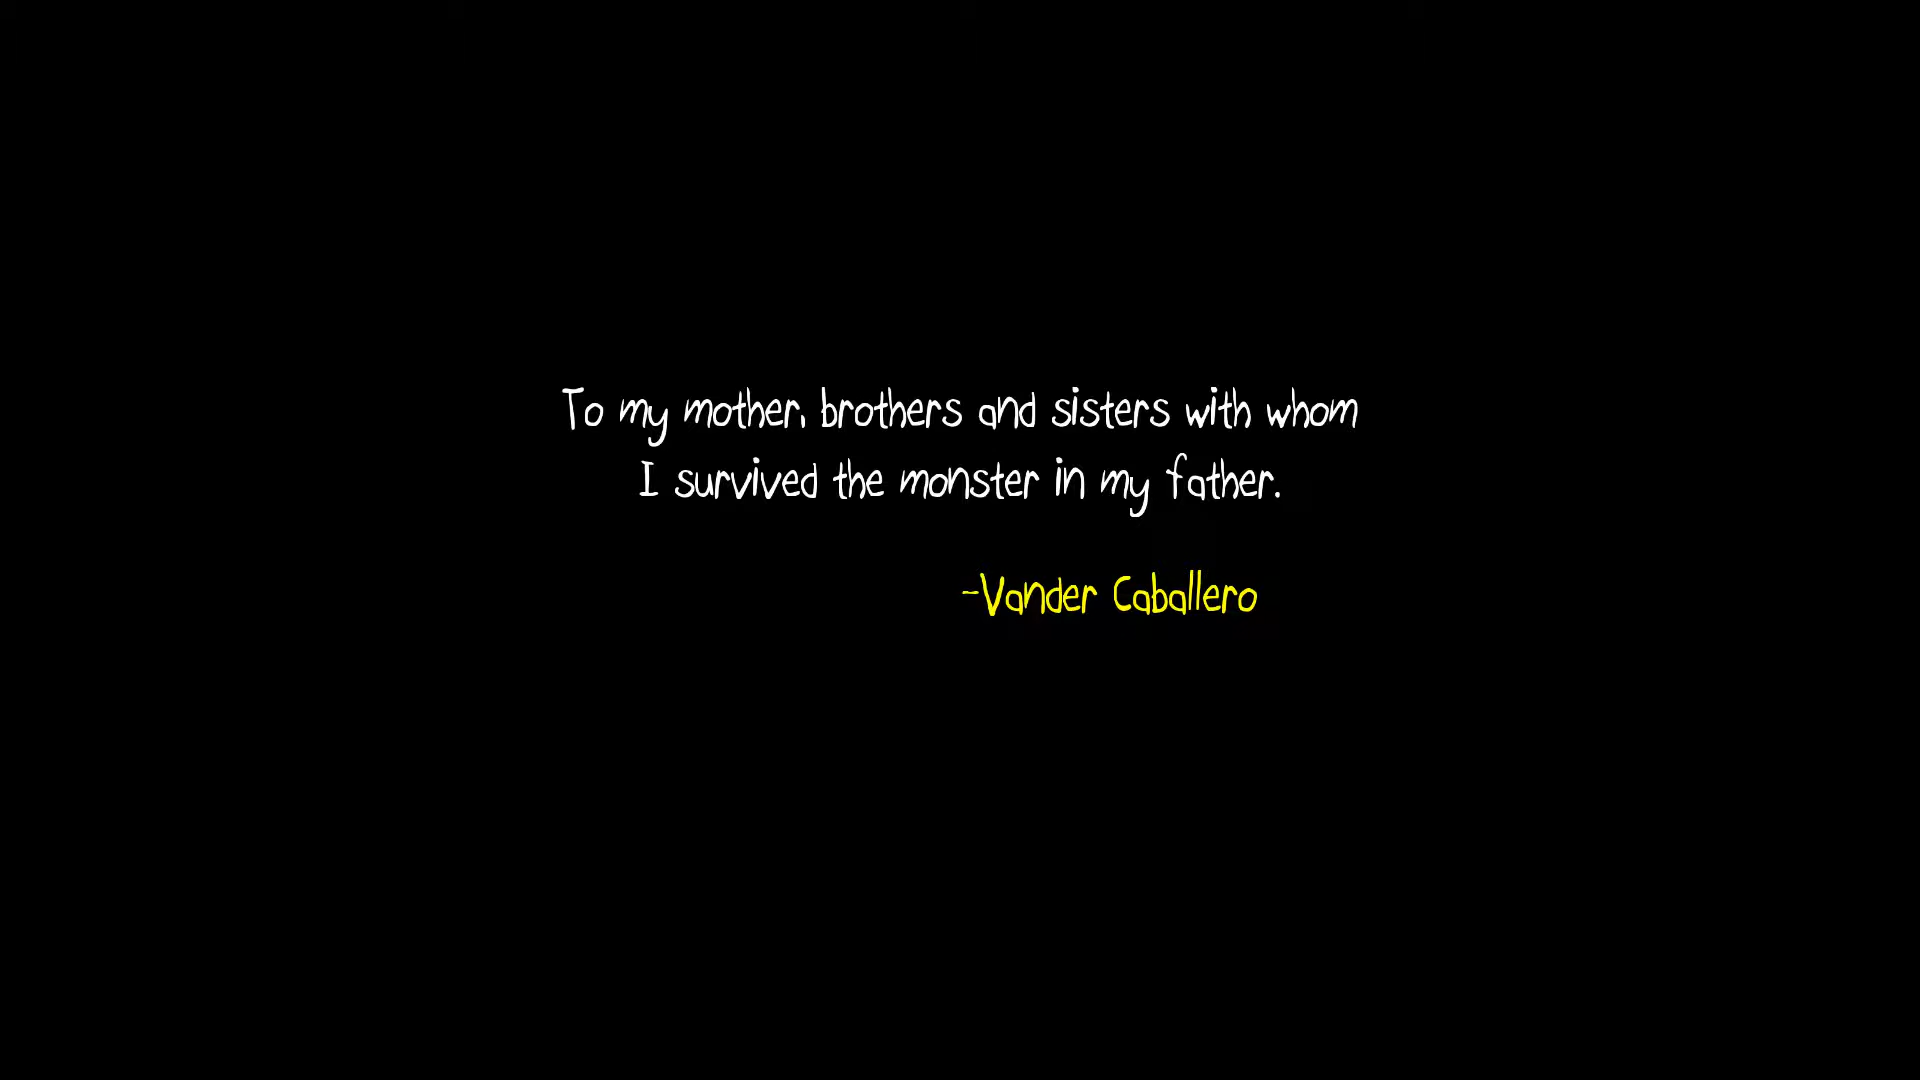 To my mother, brothers and sisters with whom
I survived the monster in my father.
-Vander Caballero